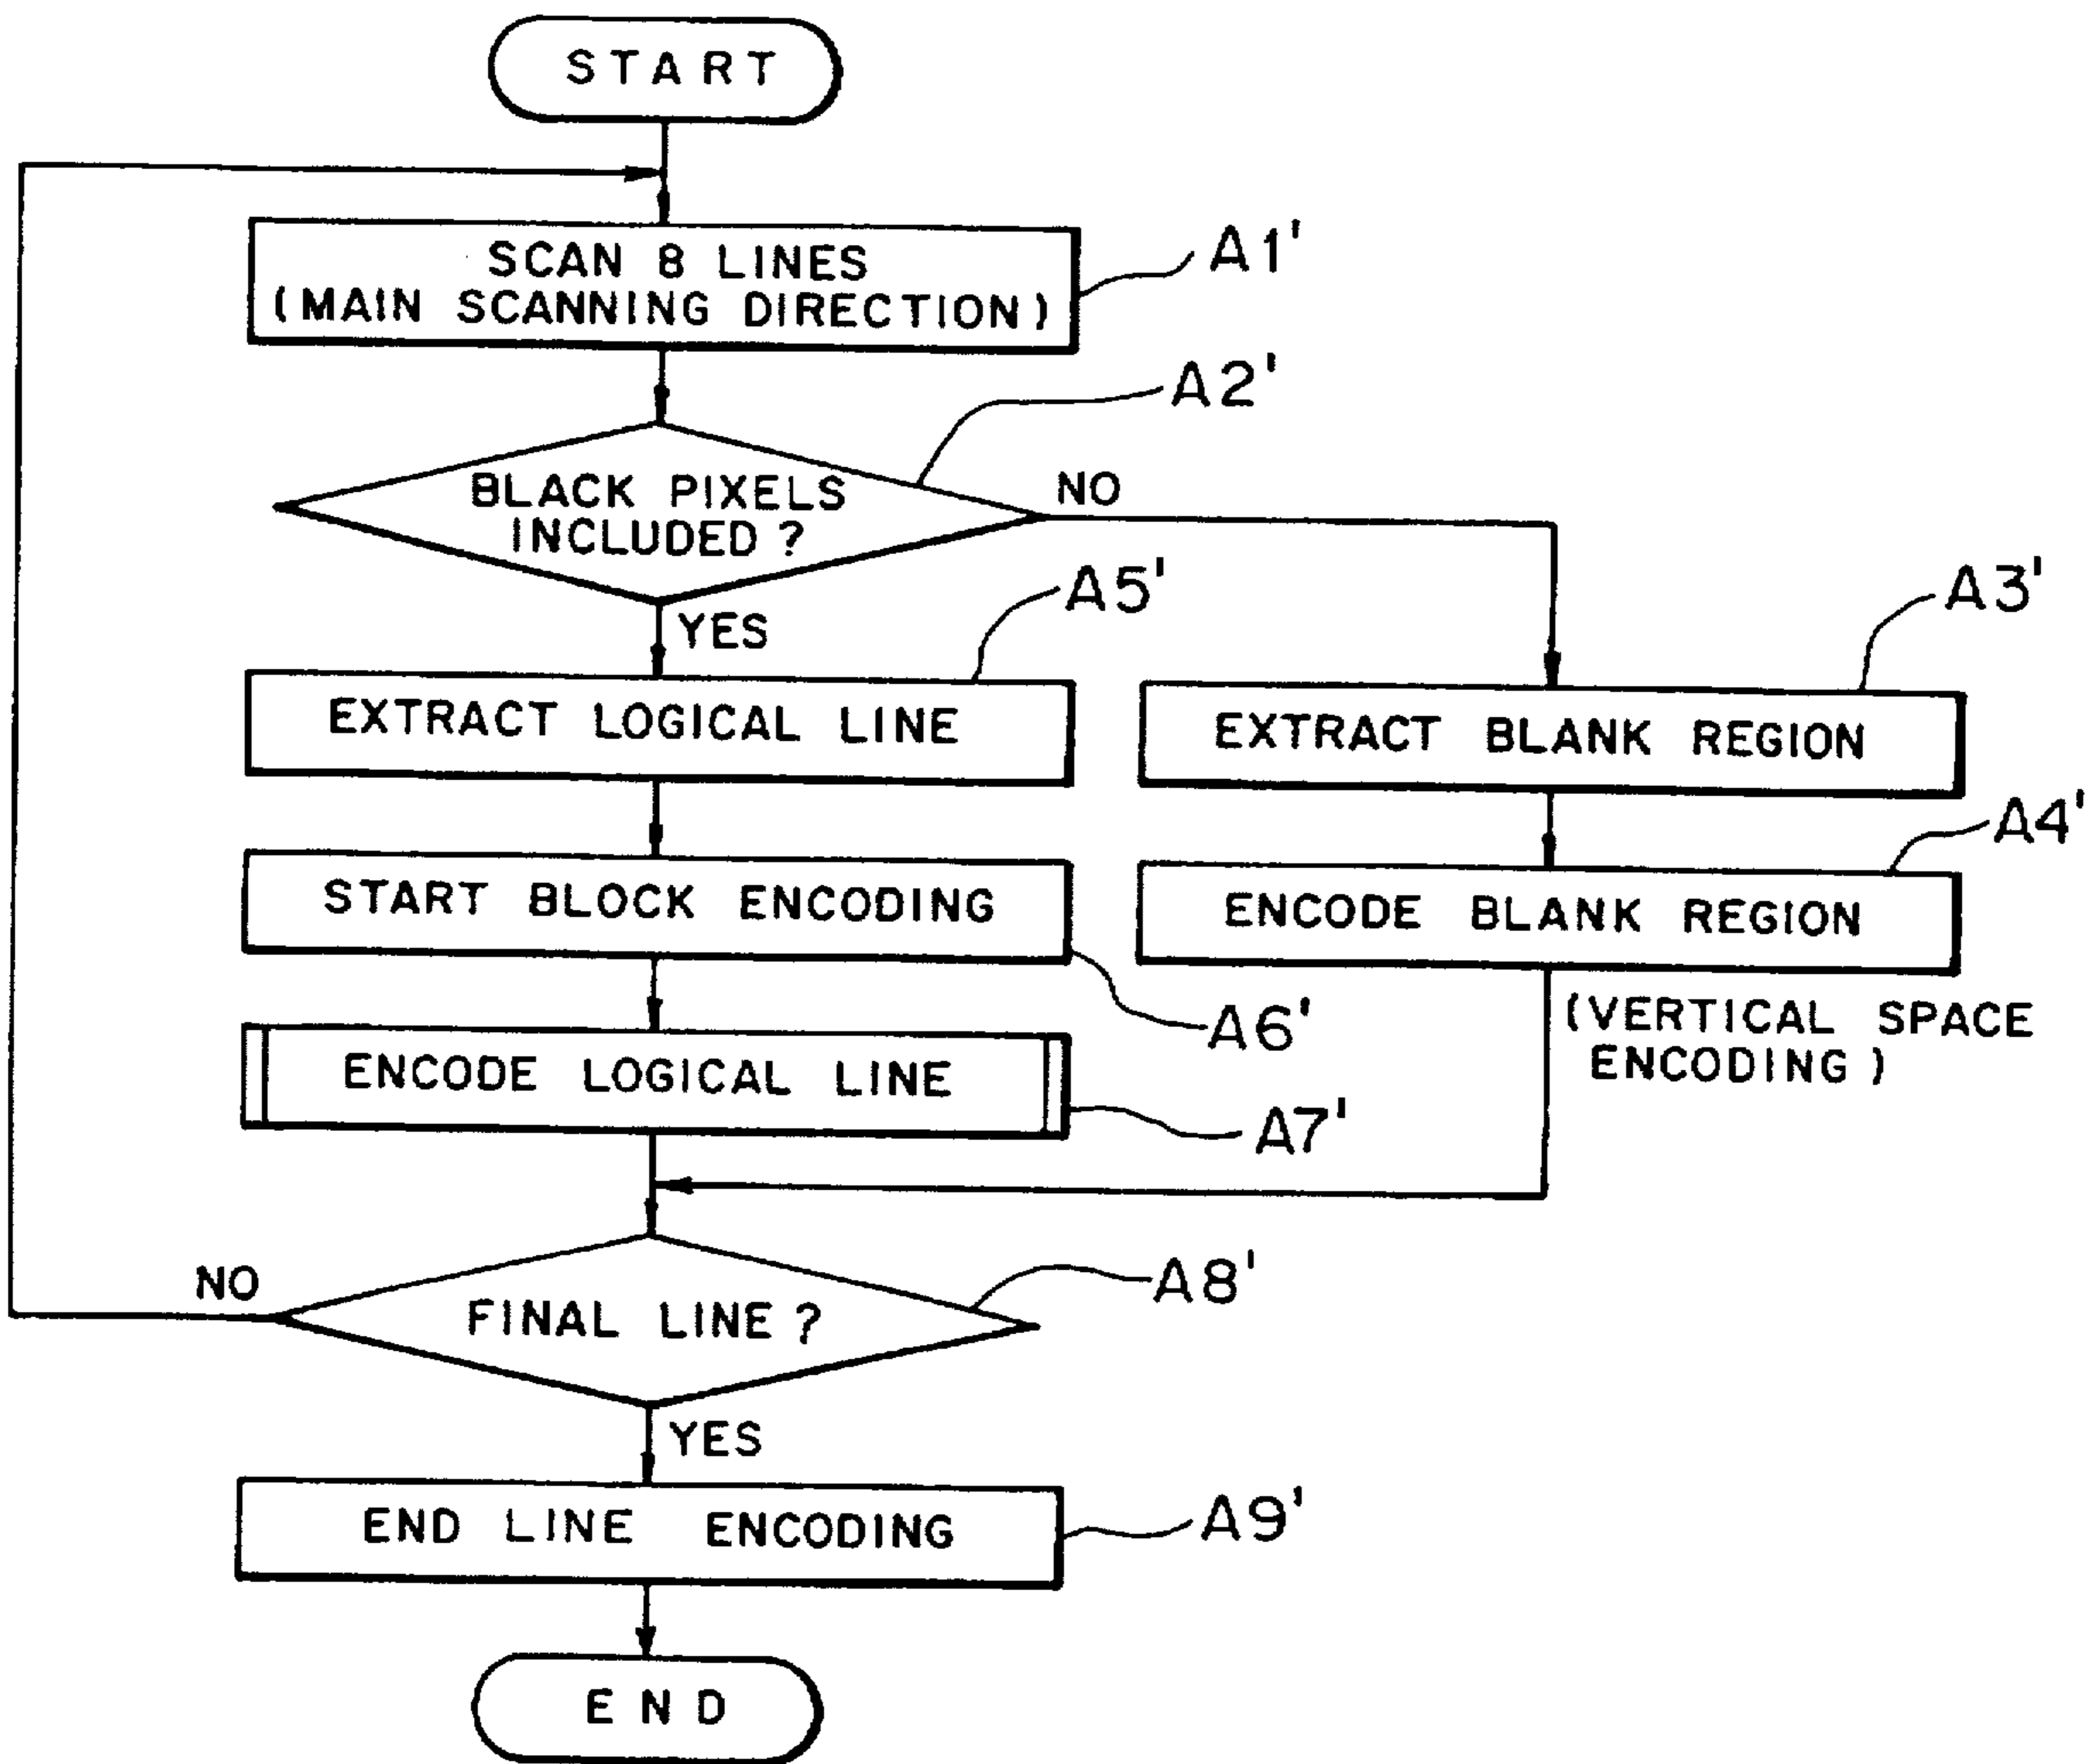 START
SCAN 8 LINES
(MAIN SCANNING DIRECTION)
A1'
A2'
BLACK PIXELS
INCLUDED?
NO
YES
A5'
A3'
EXTRACT LOGICAL LINE
EXTRACT BLANK REGION
A4'
START BLOCK ENCODING
ENCODE BLANK REGION
A6'
(VERTICAL SPACE
ENCODING)
ENCODE LOGICAL LINE
A7'
NO
A8'
FINAL LINE?
YES
END LINE ENCODING
A9'
END